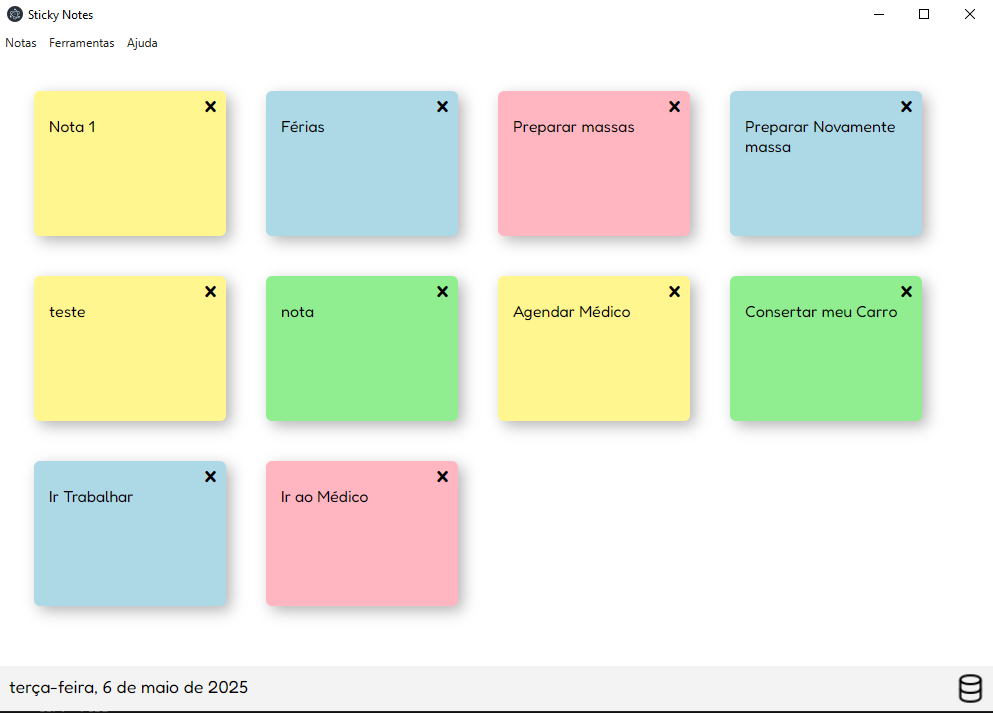 Sticky Notes
Notas Ferramentas Ajuda
Nota 1
Férias
Preparar massas
Preparar Novamente
massa
teste
nota
Agendar Médico
Consertar meu Carro
Ir Trabalhar
Ir ao Médico
terça-feira, 6 de maio de 2025